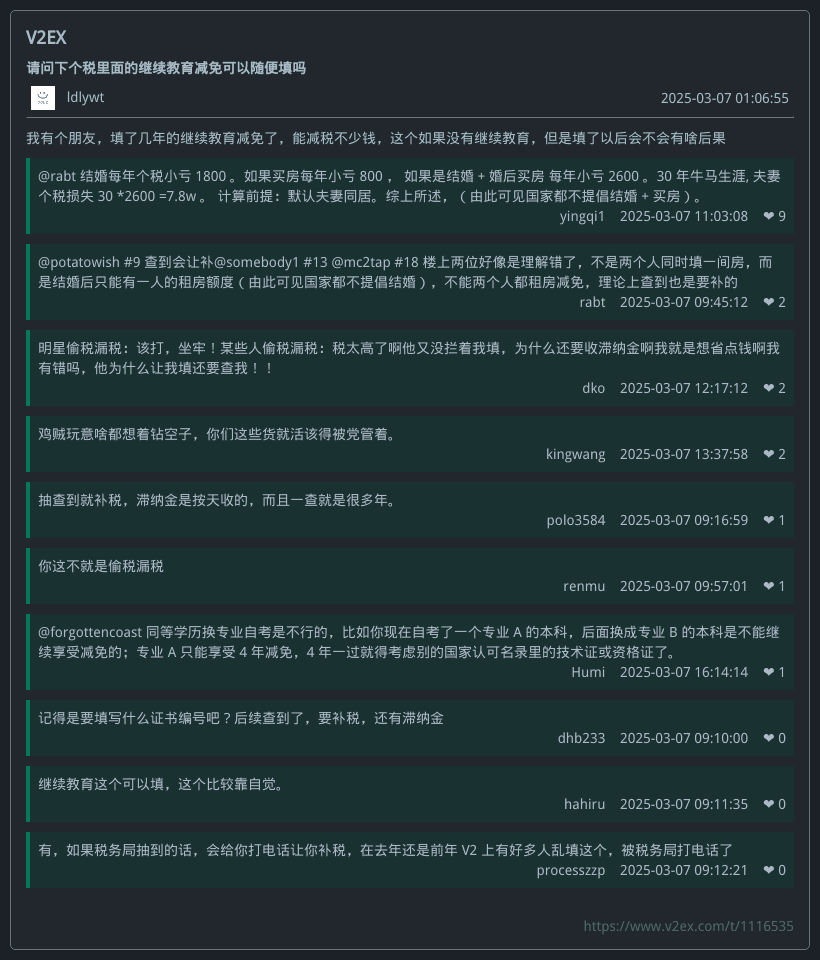 V2EX
请问下个税里面的继续教育减免可以随便填吗
ldlywt 2025-03-07 01:06:55
我有个朋友，填了几年的继续教育减免了，能减税不少钱，这个如果没有继续教育，但是填了以后会不会有啥后果
@rabt 结婚每年个税小亏 1800 。如果买房每年小亏 800 ， 如果是结婚 + 婚后买房 每年小亏 2600 。30 年牛马生涯, 夫妻
个税损失 30 *2600 =7.8w 。 计算前提：默认夫妻同居。综上所述，（ 由此可见国家都不提倡结婚 + 买房 ）。
yingqi1 2025-03-07 11:03:08 ❤ 9
@potatowish #9 查到会让补@somebody1 #13 @mc2tap #18 楼上两位好像是理解错了，不是两个人同时填一间房，而
是结婚后只能有一人的租房额度（ 由此可见国家都不提倡结婚 ），不能两个人都租房减免，理论上查到也是要补的
rabt 2025-03-07 09:45:12 ❤ 2
明星偷税漏税：该打，坐牢！某些人偷税漏税：税太高了啊他又没拦着我填，为什么还要收滞纳金啊我就是想省点钱啊我
有错吗，他为什么让我填还要查我！！
dko 2025-03-07 12:17:12 ❤ 2
鸡贼玩意啥都想着钻空子，你们这些货就活该得被党管着。
kingwang 2025-03-07 13:37:58 ❤ 2
抽查到就补税，滞纳金是按天收的，而且一查就是很多年。
polo3584 2025-03-07 09:16:59 ❤ 1
你这不就是偷税漏税
renmu 2025-03-07 09:57:01 ❤ 1
@forgottencoast 同等学历换专业自考是不行的，比如你现在自考了一个专业 A 的本科，后面换成专业 B 的本科是不能继
续享受减免的；专业 A 只能享受 4 年减免，4 年一过就得考虑别的国家认可名录里的技术证或资格证了。
Humi 2025-03-07 16:14:14 ❤ 1
记得是要填写什么证书编号吧？后续查到了，要补税，还有滞纳金
dhb233 2025-03-07 09:10:00 ❤ 0
继续教育这个可以填，这个比较靠自觉。
hahiru 2025-03-07 09:11:35 ❤ 0
有，如果税务局抽到的话，会给你打电话让你补税，在去年还是前年 V2 上有好多人乱填这个，被税务局打电话了
processzzp 2025-03-07 09:12:21 ❤ 0
https://www.v2ex.com/t/1116535